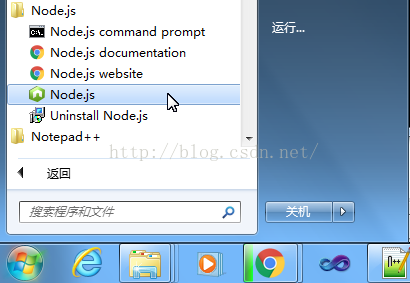 Node.js
运行...
Node.js command prompt
Node.js documentation
Node.js website
Node.js
Uninstall Node.js
Notepad++
http://blog.csdn.net/
返回
搜索程序和文件
关机